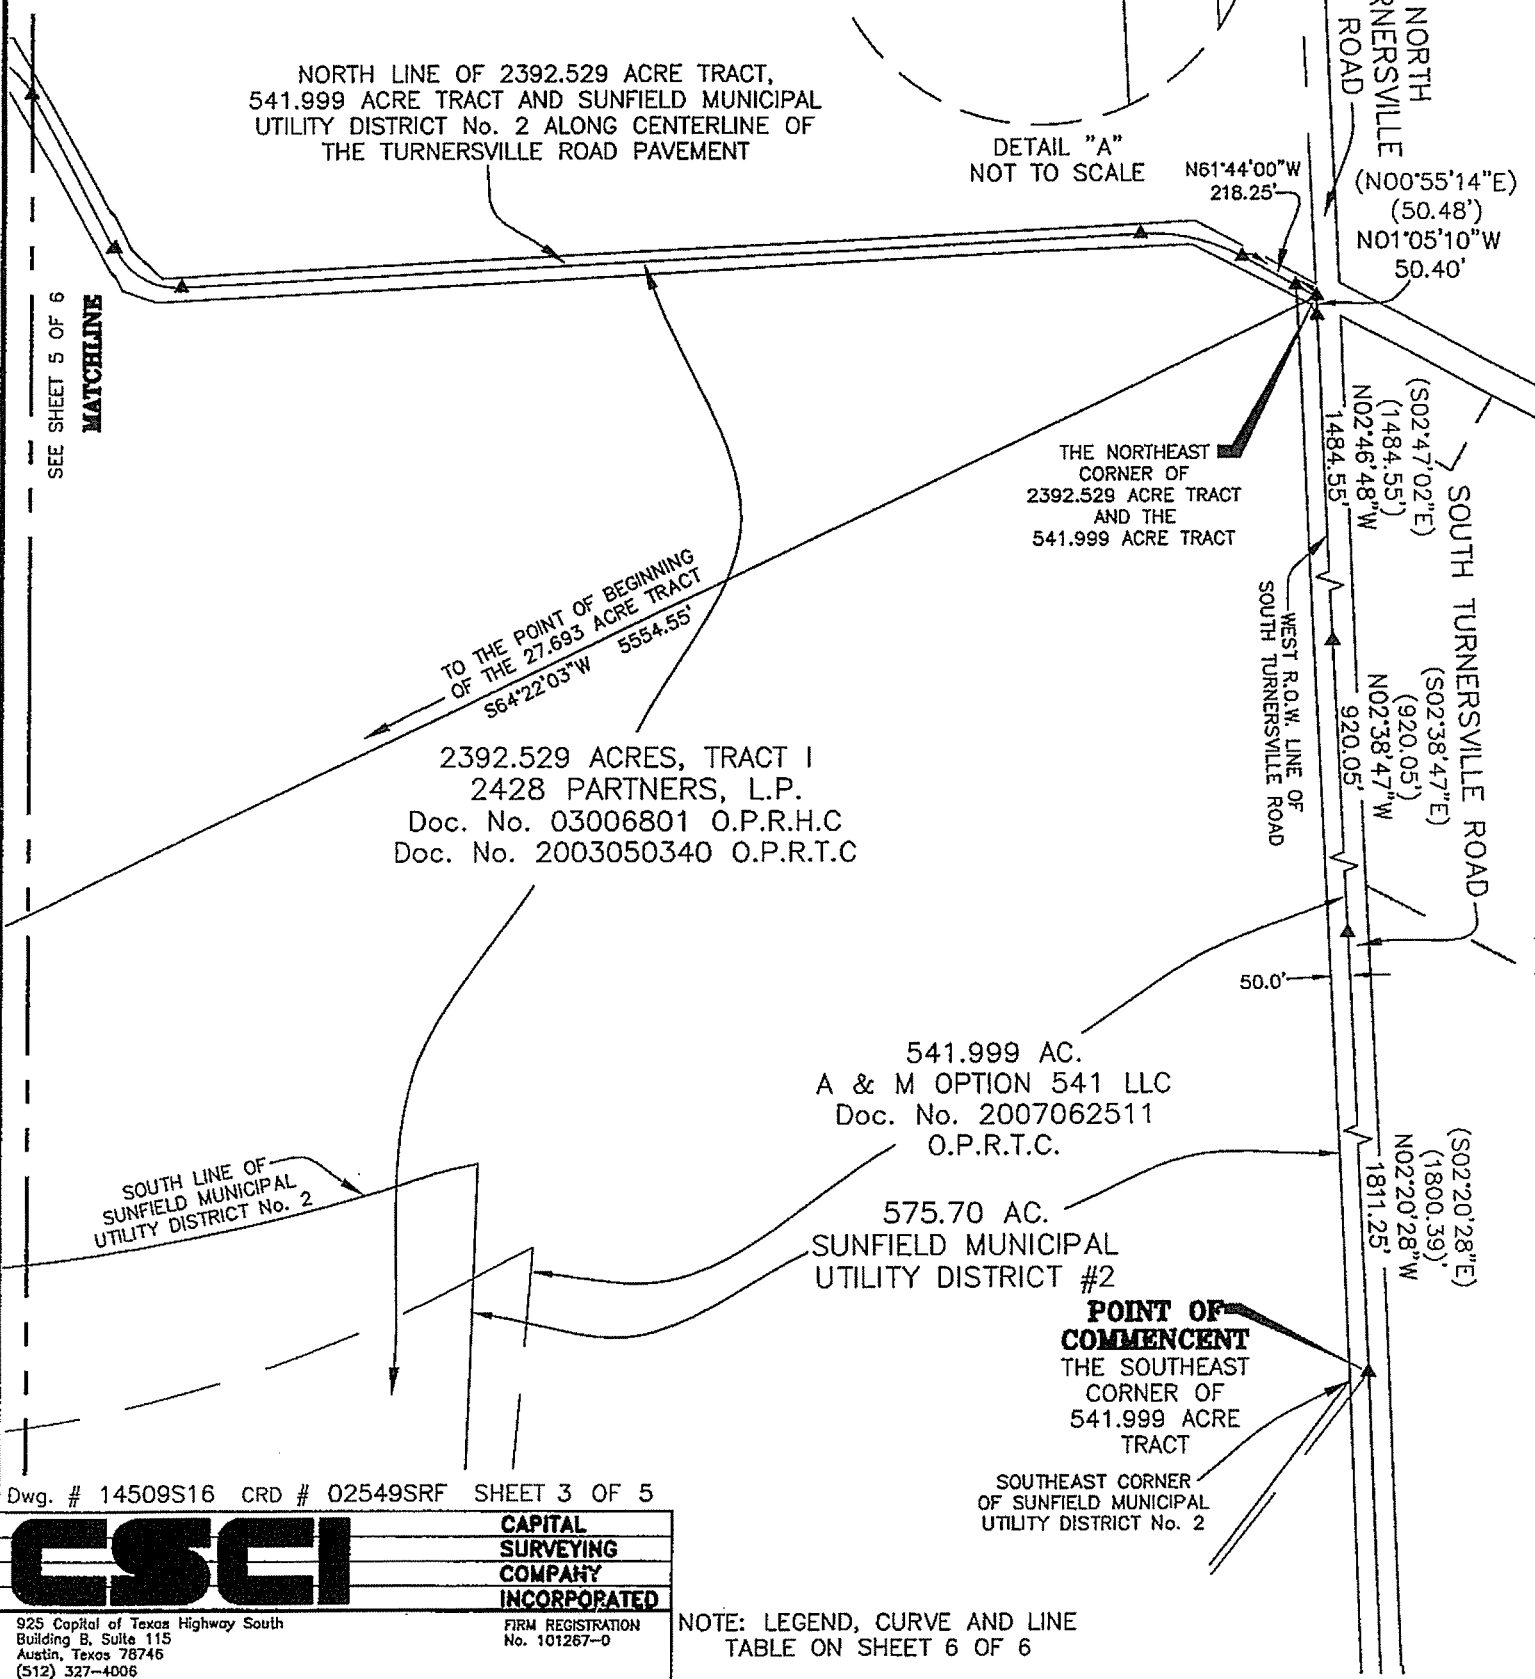 NORTH LINE OF 2392.529 ACRE TRACT,
541.999 ACRE TRACT AND SUNFIELD MUNICIPAL
UTILITY DISTRICT No. 2 ALONG CENTERLINE OF
THE TURNERSVILLE ROAD PAVEMENT
DETAIL "A"
NOT TO SCALE
NORTH
RNERSVILLE
ROAD
N61°44'00"W
218.25'
(N00°55'14"E)
(50.48')
N01°05'10"W
50.40'
SEE SHEET 5 OF 6
MATCHLINE
THE NORTHEAST
CORNER OF
2392.529 ACRE TRACT
AND THE
541.999 ACRE TRACT
(S02°47'02"E)
(1484.55')
N02°46'48"W
1484.55'
SOUTH TURNERSVILLE ROAD
WEST R.O.W. LINE OF
SOUTH TURNERSVILLE ROAD
(S02°38'47"E)
(920.05')
N02°38'47"W
920.05'
TO THE POINT OF BEGINNING
OF THE 27.693 ACRE TRACT
S64°22'03"W 5554.55'
2392.529 ACRES, TRACT I
2428 PARTNERS, L.P.
Doc. No. 03006801 O.P.R.H.C
Doc. No. 2003050340 O.P.R.T.C
50.0'
541.999 AC.
A & M OPTION 541 LLC
Doc. No. 2007062511
O.P.R.T.C.
SOUTH LINE OF
SUNFIELD MUNICIPAL
UTILITY DISTRICT No. 2
575.70 AC.
SUNFIELD MUNICIPAL
UTILITY DISTRICT #2
(S02°20'28"E)
(1800.39)'
N02°20'28"W
1811.25'
POINT OF
COMMENCENT
THE SOUTHEAST
CORNER OF
541.999 ACRE
TRACT
SOUTHEAST CORNER
OF SUNFIELD MUNICIPAL
UTILITY DISTRICT No. 2
Dwg. # 14509S16 CRD # 02549SRF SHEET 3 OF 5
CSCI
CAPITAL
SURVEYING
COMPANY
INCORPORATED
925 Capital of Texas Highway South
Building B, Suite 115
Austin, Texas 78746
(512) 327-4006
FIRM REGISTRATION
No. 101267-0
NOTE: LEGEND, CURVE AND LINE
TABLE ON SHEET 6 OF 6